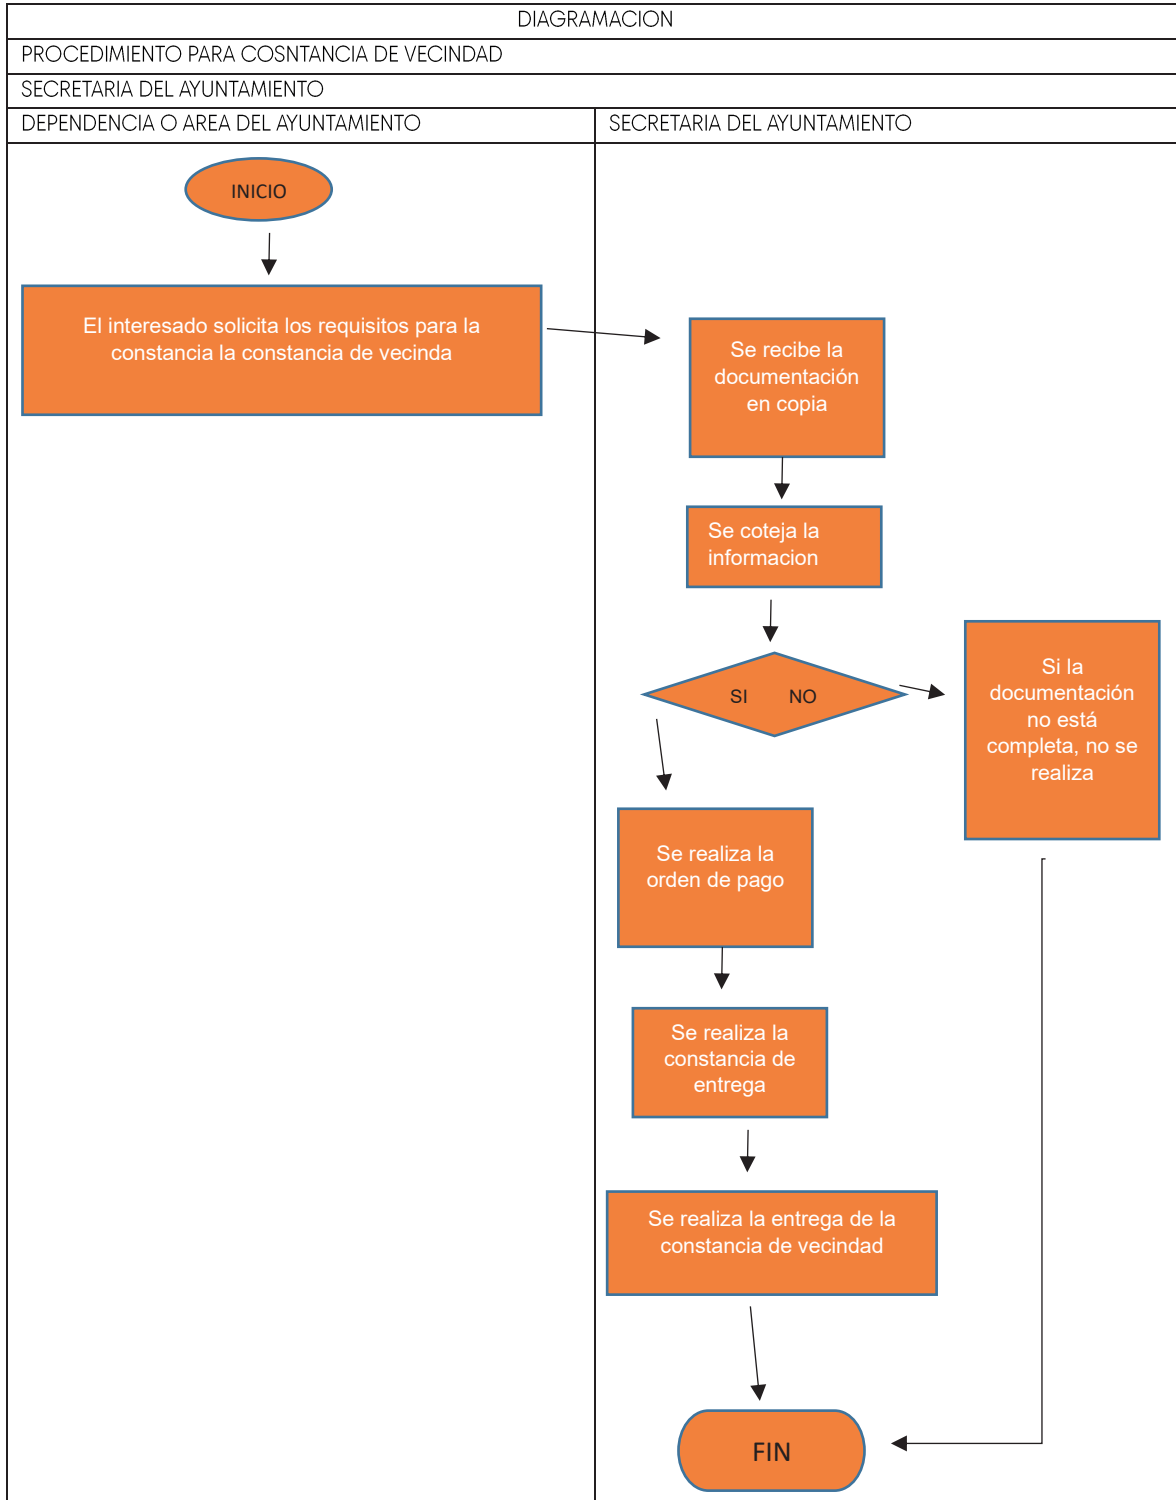 DIAGRAMACION
PROCEDIMIENTO PARA COSNTANCIA DE VECINDAD
SECRETARIA DEL AYUNTAMIENTO
DEPENDENCIA O AREA DEL AYUNTAMIENTO
SECRETARIA DEL AYUNTAMIENTO
INICIO
El interesado solicita los requisitos para la
constancia la constancia de vecinda
Se recibe la
documentación
en copia
Se coteja la
informacion
SI NO
Si la
documentación
no está
completa, no se
realiza
Se realiza la
orden de pago
Se realiza la
constancia de
entrega
Se realiza la entrega de la
constancia de vecindad
FIN